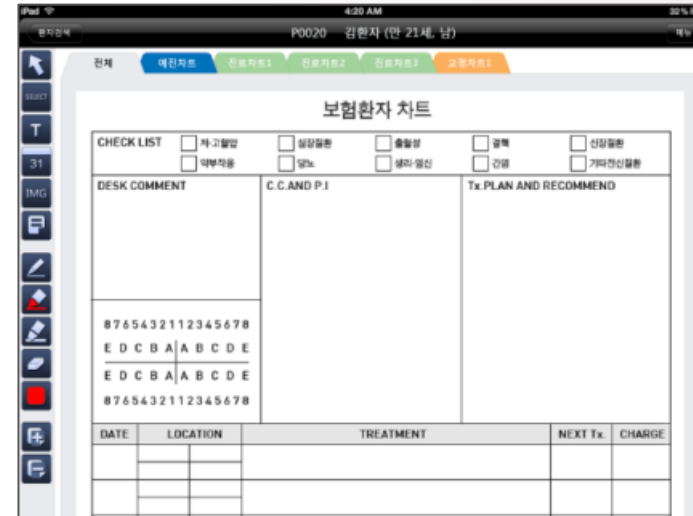 iPad 4:20 AM 32%
환자검색 P0020 김환자 (만 21세, 남) 메뉴
전체 예진차트 진료차트1 진료차트2 진료차트3 교정차트1
SELECT
T
31
IMG
보험환자 차트
CHECK LIST 저·고혈압 심장질환 출혈성 결핵 신장질환
약부작용 당뇨 생리·임신 간염 기타전신질환
DESK COMMENT C.C.AND P.I Tx.PLAN AND RECOMMEND
8 7 6 5 4 3 2 1 1 2 3 4 5 6 7 8
E D C B A A B C D E
E D C B A A B C D E
8 7 6 5 4 3 2 1 1 2 3 4 5 6 7 8
DATE LOCATION TREATMENT NEXT Tx. CHARGE